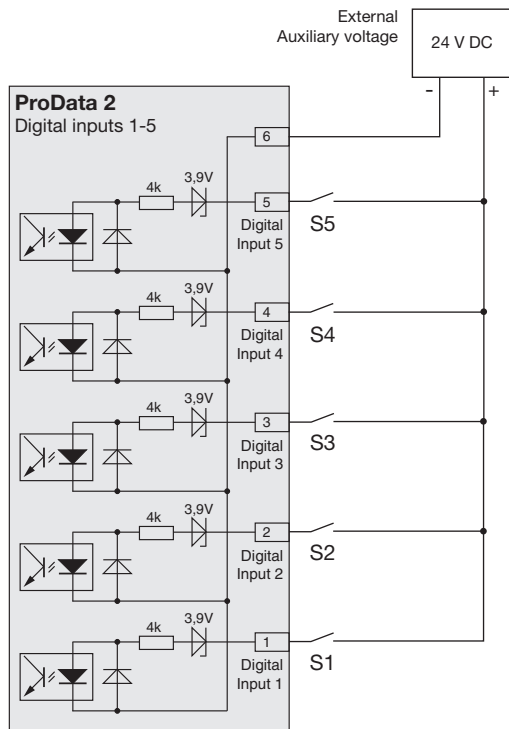 External
Auxiliary voltage
24 V DC
- +
ProData 2
Digital inputs 1-5
6
4k
3,9V
5
Digital
Input 5
S5
4k
3,9V
4
Digital
Input 4
S4
4k
3,9V
3
Digital
Input 3
S3
4k
3,9V
2
Digital
Input 2
S2
4k
3,9V
1
Digital
Input 1
S1